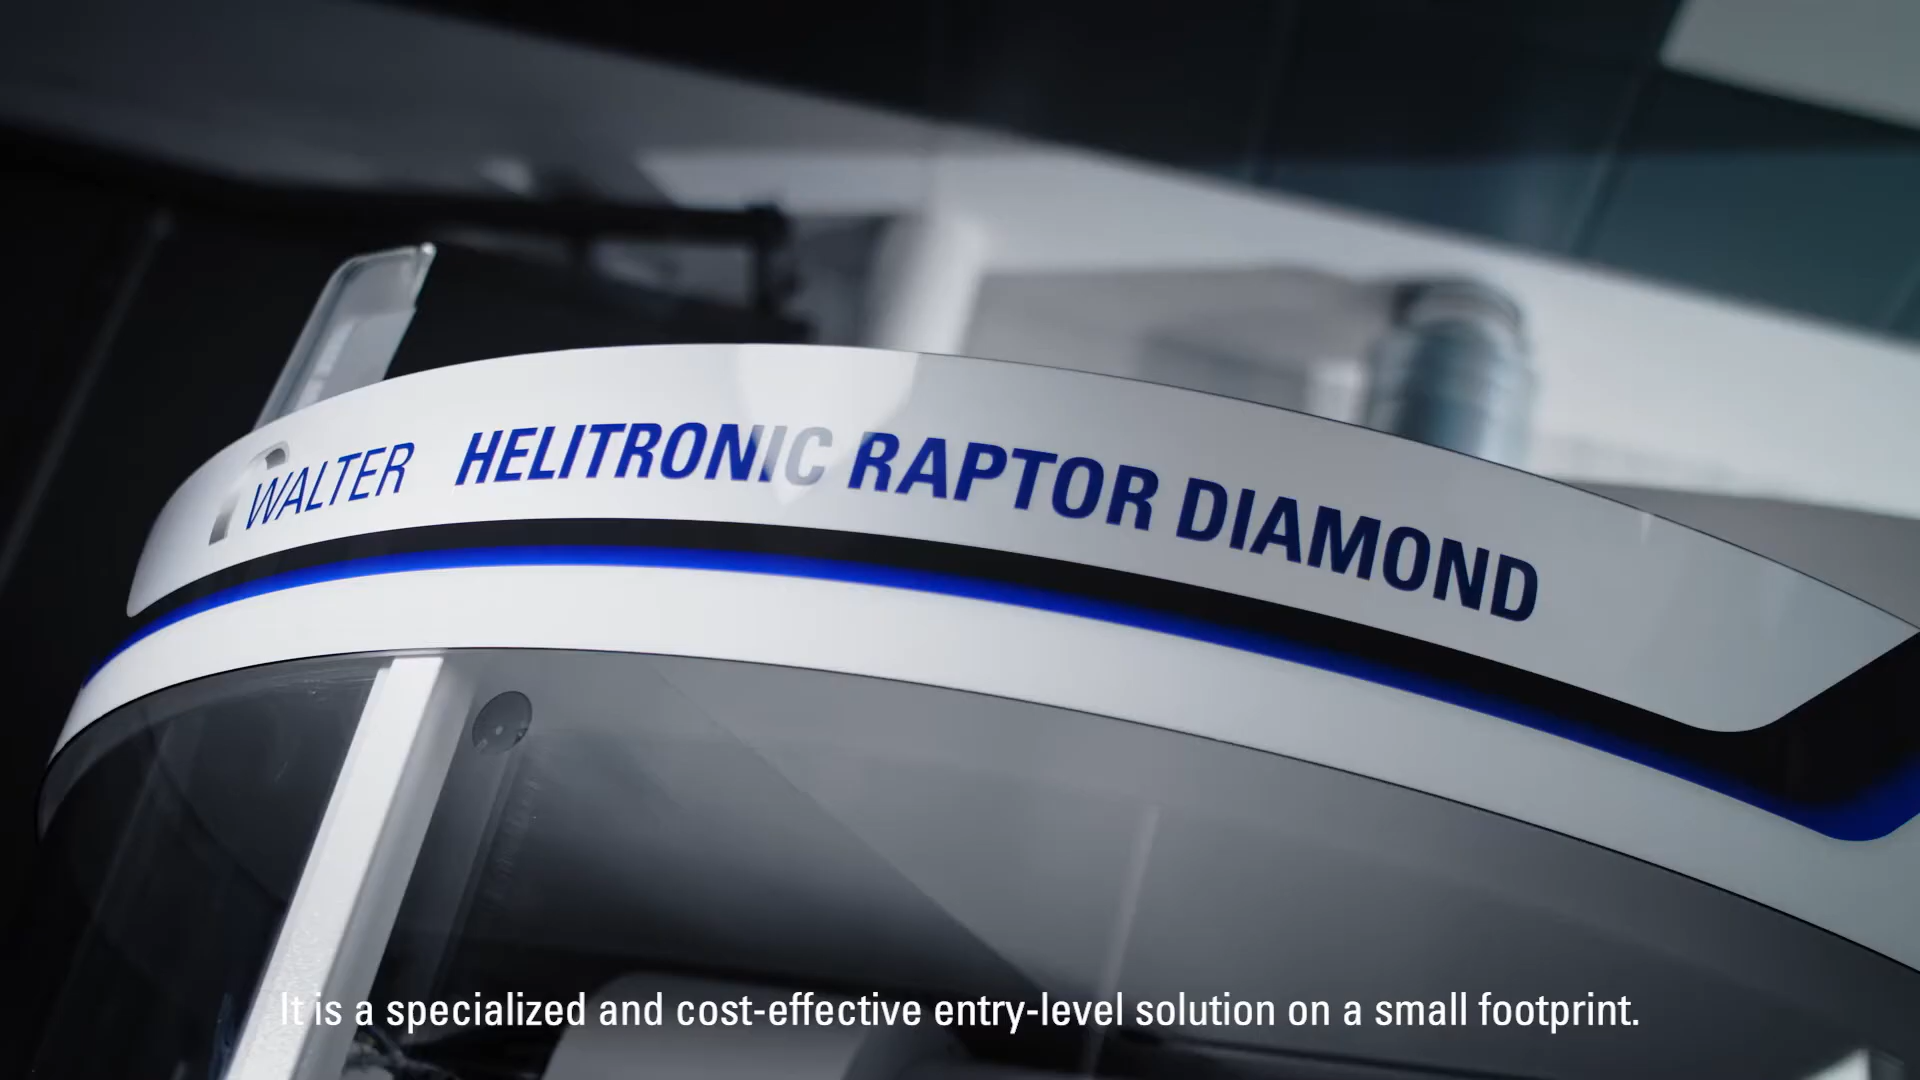 WALTER HELITRONIC RAPTOR DIAMOND
It is a specialized and cost-effective entry-level solution on a small footprint.